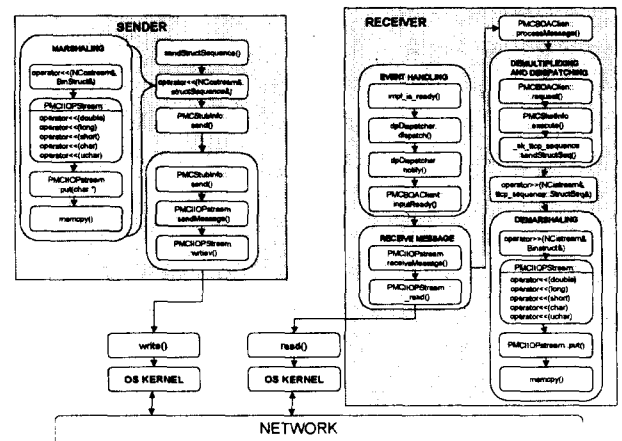 SENDER
MARSHALING
operator<<(NCostream&,
BinStruct&)
PMCIIOPStream
operator<<(double)
operator<<(long)
operator<<(short)
operator<<(char)
operator<<(uchar)
PMCIIOPstream
put(char *)
memcpy()
sendStructSequence()
operator<<(NCostream&,
structSequence&)
PMCStubInfo
send()
PMCStubInfo
send()
PMCIIOPstream
sendMessage()
PMCIIOPStream
writev()
write()
OS KERNEL
RECEIVER
EVENT HANDLING
impl_is_ready()
dpDispatcher
dispatch()
dpDispatcher
notify()
PMCBOAClient
inputReady()
RECEIVE MESSAGE
PMCIIOPstream
receiveMessage()
PMCIIOPStream
_read()
read()
OS KERNEL
PMCBOAClient::
processMessage()
DEMULTIPLEXING
AND DISPATCHING
PMCBOAClient::
request()
execute()
_sk_ttcp_sequence
sendStructSeq()
operator>>(NCistream&,
ttcp_sequence::StructSeq&)
DEMARSHALING
operator>>(NCistream&,
Binstruct&)
PMCIIOPStream:
operator<<(double)
operator<<(long)
operator<<(short)
operator<<(char)
operator<<(uchar)
PMCIIOPstream::put()
memcpy()
NETWORK